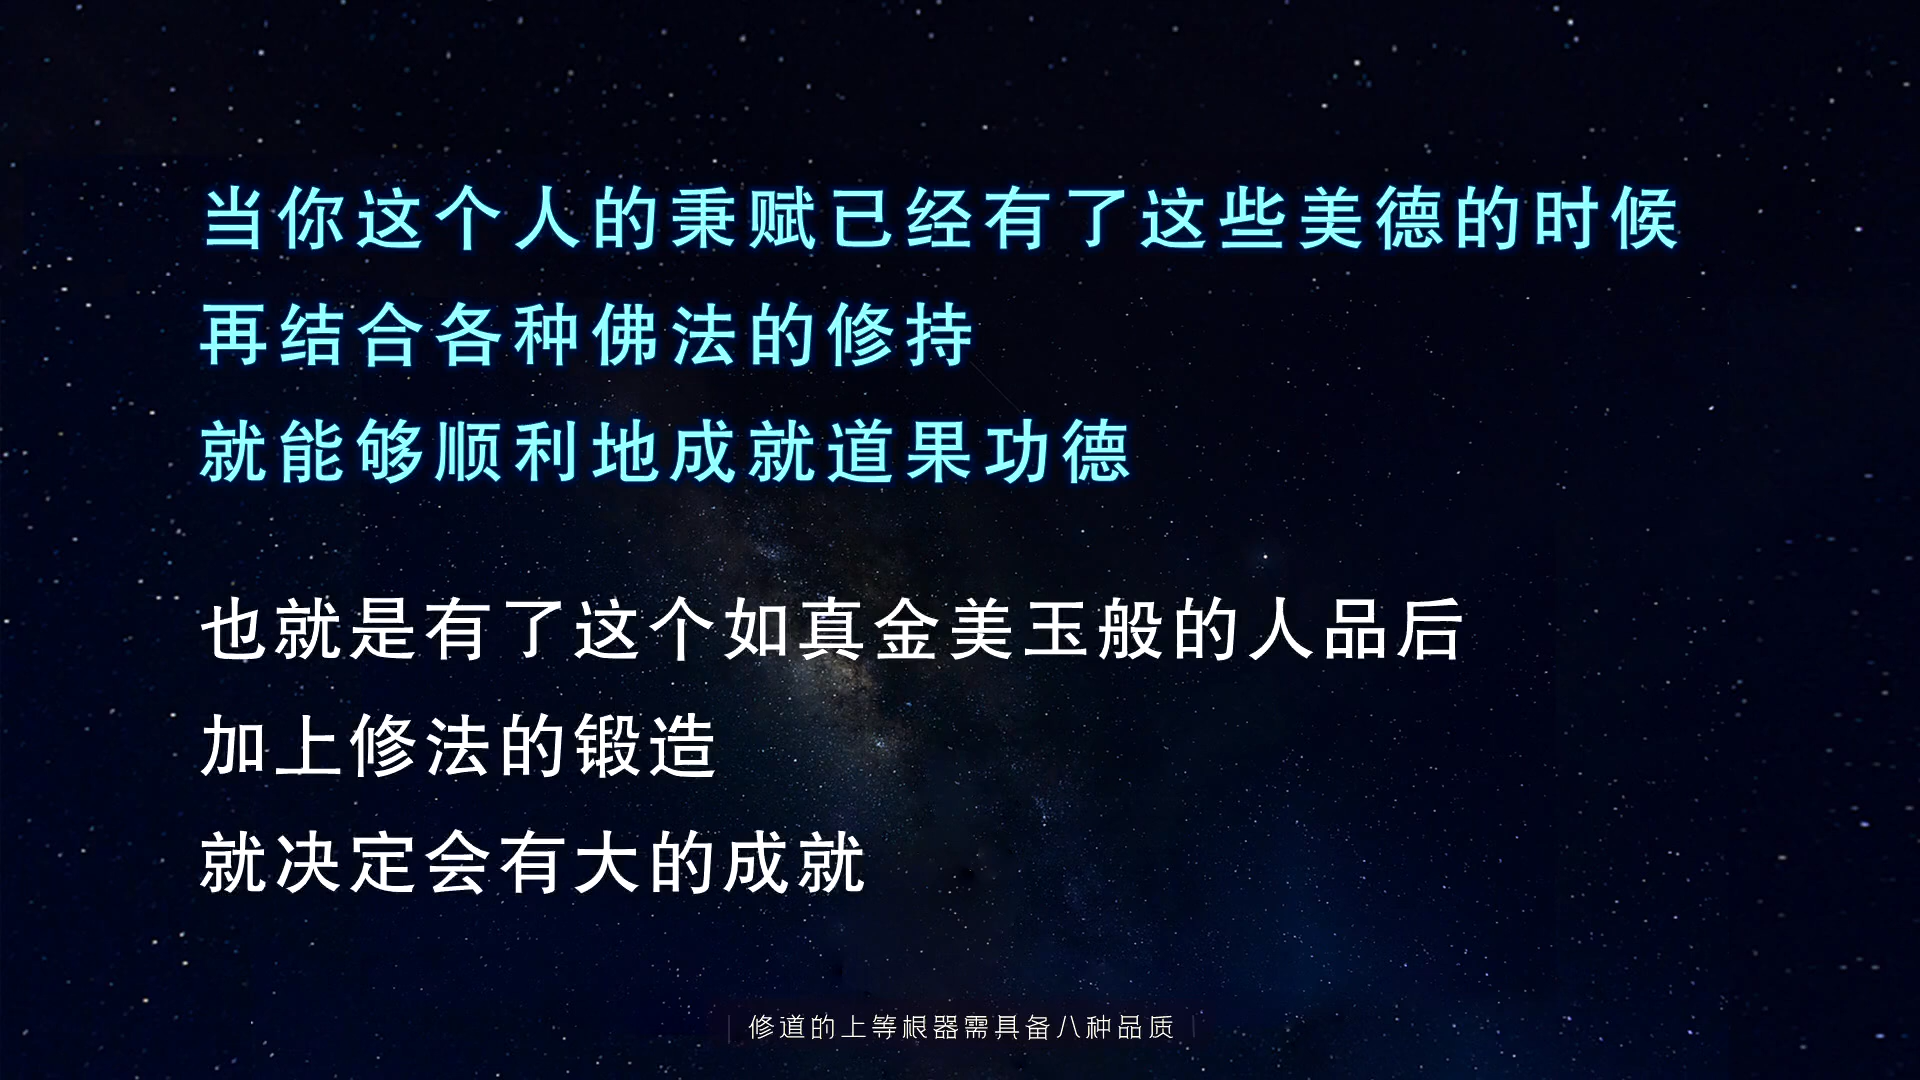 当你这个人的秉赋已经有了这些美德的时候
再结合各种佛法的修持
就能够顺利地成就道果功德
也就是有了这个如真金美玉般的人品后
加上修法的锻造
就决定会有大的成就
修道的上等根器需具备八种品质